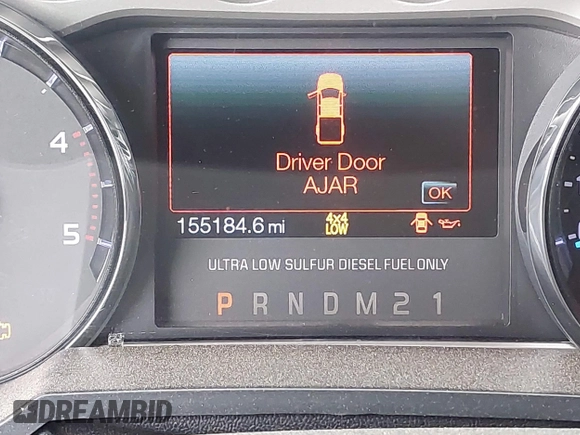 4
5
Driver Door
AJAR
OK
155184.6 mi
4x4
LOW
ULTRA LOW SULFUR DIESEL FUEL ONLY
P R N D M 2 1
DREAMBID